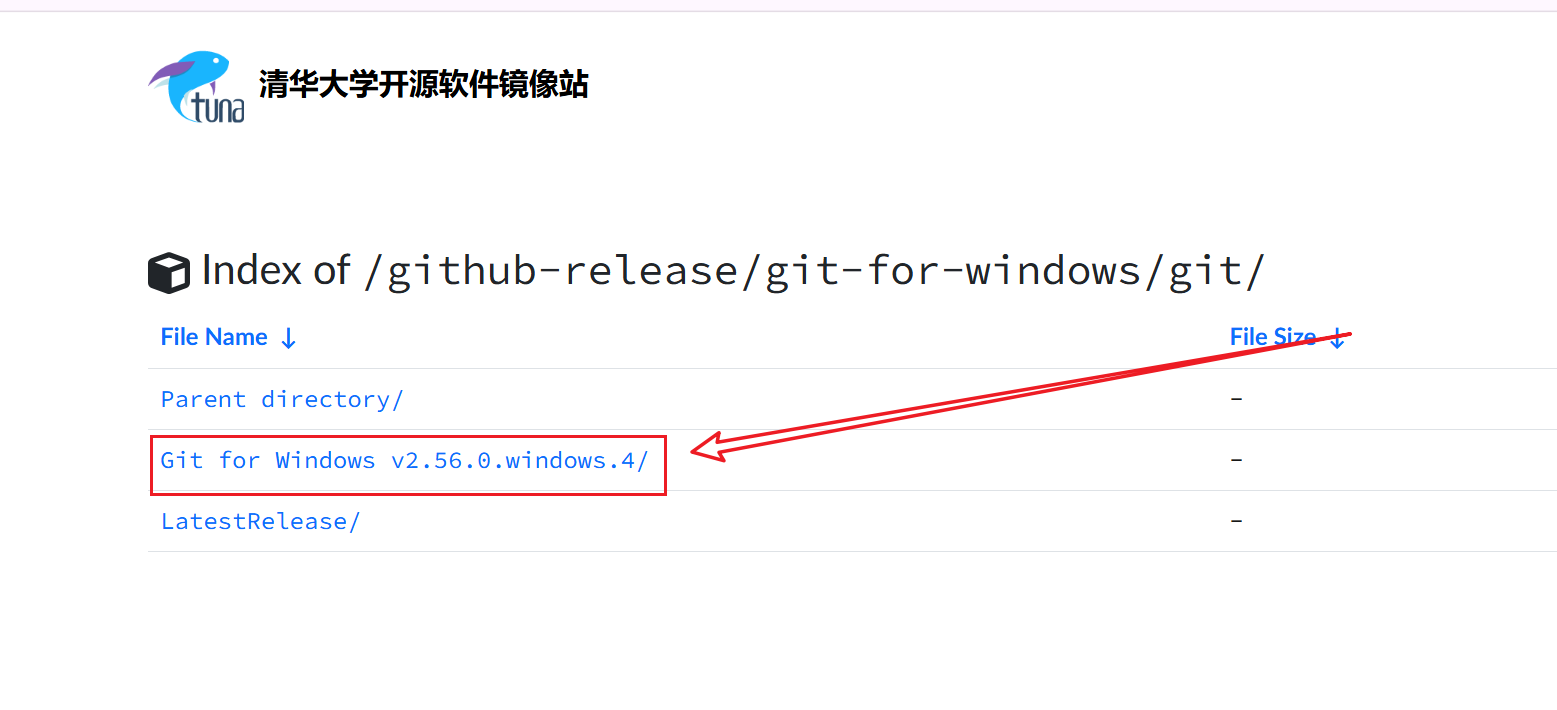 tuna
清华大学开源软件镜像站
Index of /github-release/git-for-windows/git/
File Name ↓ File Size ↓
Parent directory/ -
Git for Windows v2.56.0.windows.4/ -
LatestRelease/ -